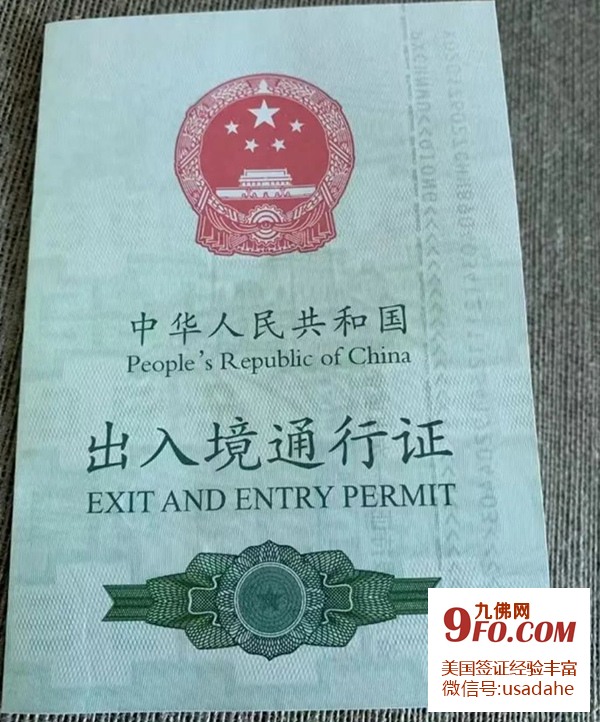 中华人民共和国
People's Republic of China
出入境通行证
EXIT AND ENTRY PERMIT
九佛网
9FO.COM
美国签证经验丰富
微信号:usadahe